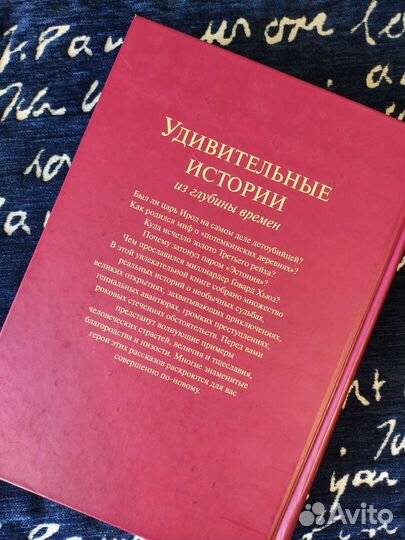 УДИВИТЕЛЬНЫЕ
ИСТОРИИ
из глубины времен
Был ли царь Ирод на самом деле детоубийцей?
Как родился миф о «потемкинских деревнях»?
Куда исчезло золото Третьего рейха?
Почему затонул паром «Эстония»?
Чем прославился миллиардер Говард Хьюз?
В этой увлекательной книге собрано множество
реальных историй о необычных судьбах,
великих открытиях, захватывающих приключениях,
гениальных авантюрах, громких преступлениях,
роковых стечениях обстоятельств. Перед вами
предстанут волнующие примеры
человеческих страстей, величия и тщеславия,
благородства и низости. Многие знаменитые
герои этих рассказов раскроются для вас
совершенно по-новому.
Avito